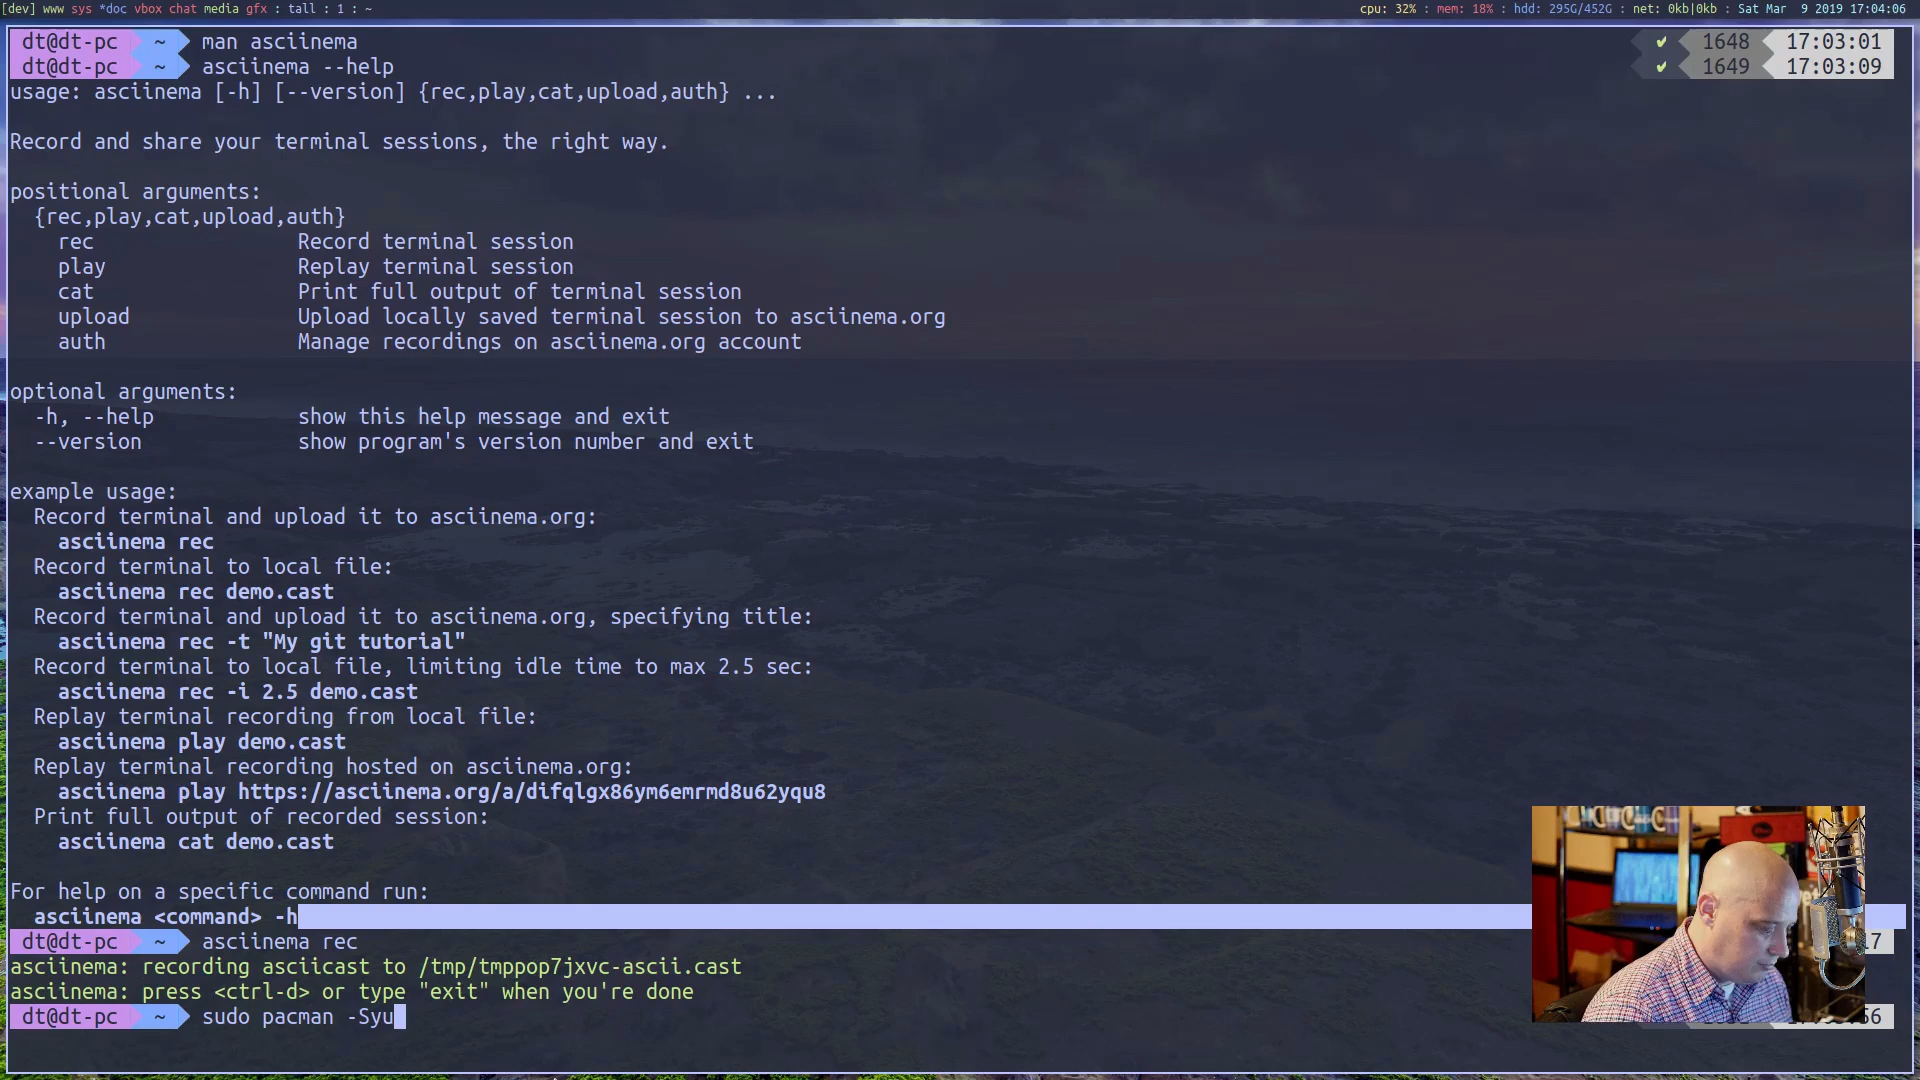 [dev] www sys *doc vbox chat media gfx : tall : 1 : ~ cpu: 32% : mem: 18% : hdd: 295G/452G : net: 0kb|0kb : Sat Mar 9 2019 17:04:06
dt@dt-pc ~ man asciinema ✔ 1648 17:03:01
dt@dt-pc ~ asciinema --help ✔ 1649 17:03:09
usage: asciinema [-h] [--version] {rec,play,cat,upload,auth} ...
Record and share your terminal sessions, the right way.
positional arguments:
{rec,play,cat,upload,auth}
rec Record terminal session
play Replay terminal session
cat Print full output of terminal session
upload Upload locally saved terminal session to asciinema.org
auth Manage recordings on asciinema.org account
optional arguments:
-h, --help show this help message and exit
--version show program's version number and exit
example usage:
Record terminal and upload it to asciinema.org:
asciinema rec
Record terminal to local file:
asciinema rec demo.cast
Record terminal and upload it to asciinema.org, specifying title:
asciinema rec -t "My git tutorial"
Record terminal to local file, limiting idle time to max 2.5 sec:
asciinema rec -i 2.5 demo.cast
Replay terminal recording from local file:
asciinema play demo.cast
Replay terminal recording hosted on asciinema.org:
asciinema play https://asciinema.org/a/difqlgx86ym6emrmd8u62yqu8
Print full output of recorded session:
asciinema cat demo.cast
For help on a specific command run:
asciinema <command> -h
dt@dt-pc ~ asciinema rec
asciinema: recording asciicast to /tmp/tmppop7jxvc-ascii.cast
asciinema: press <ctrl-d> or type "exit" when you're done
dt@dt-pc ~ sudo pacman -Syu